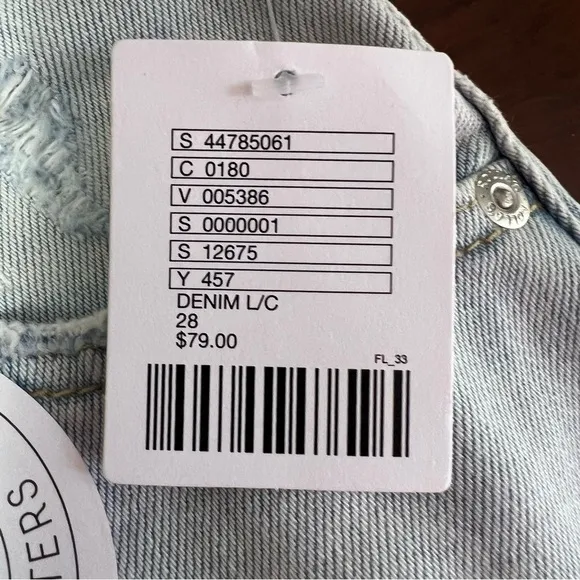 S 44785061
C 0180
V 005386
S 0000001
S 12675
Y 457
DENIM L/C
28
$79.00
FL_33
TERS